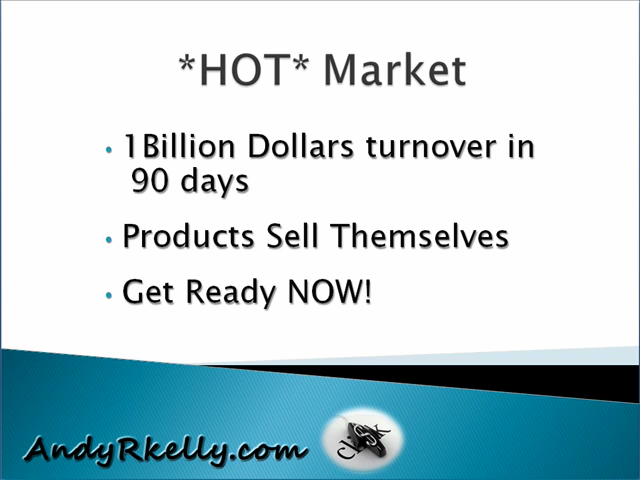 *HOT* Market
• 1Billion Dollars turnover in
90 days
• Products Sell Themselves
• Get Ready NOW!
AndyRkelly.com